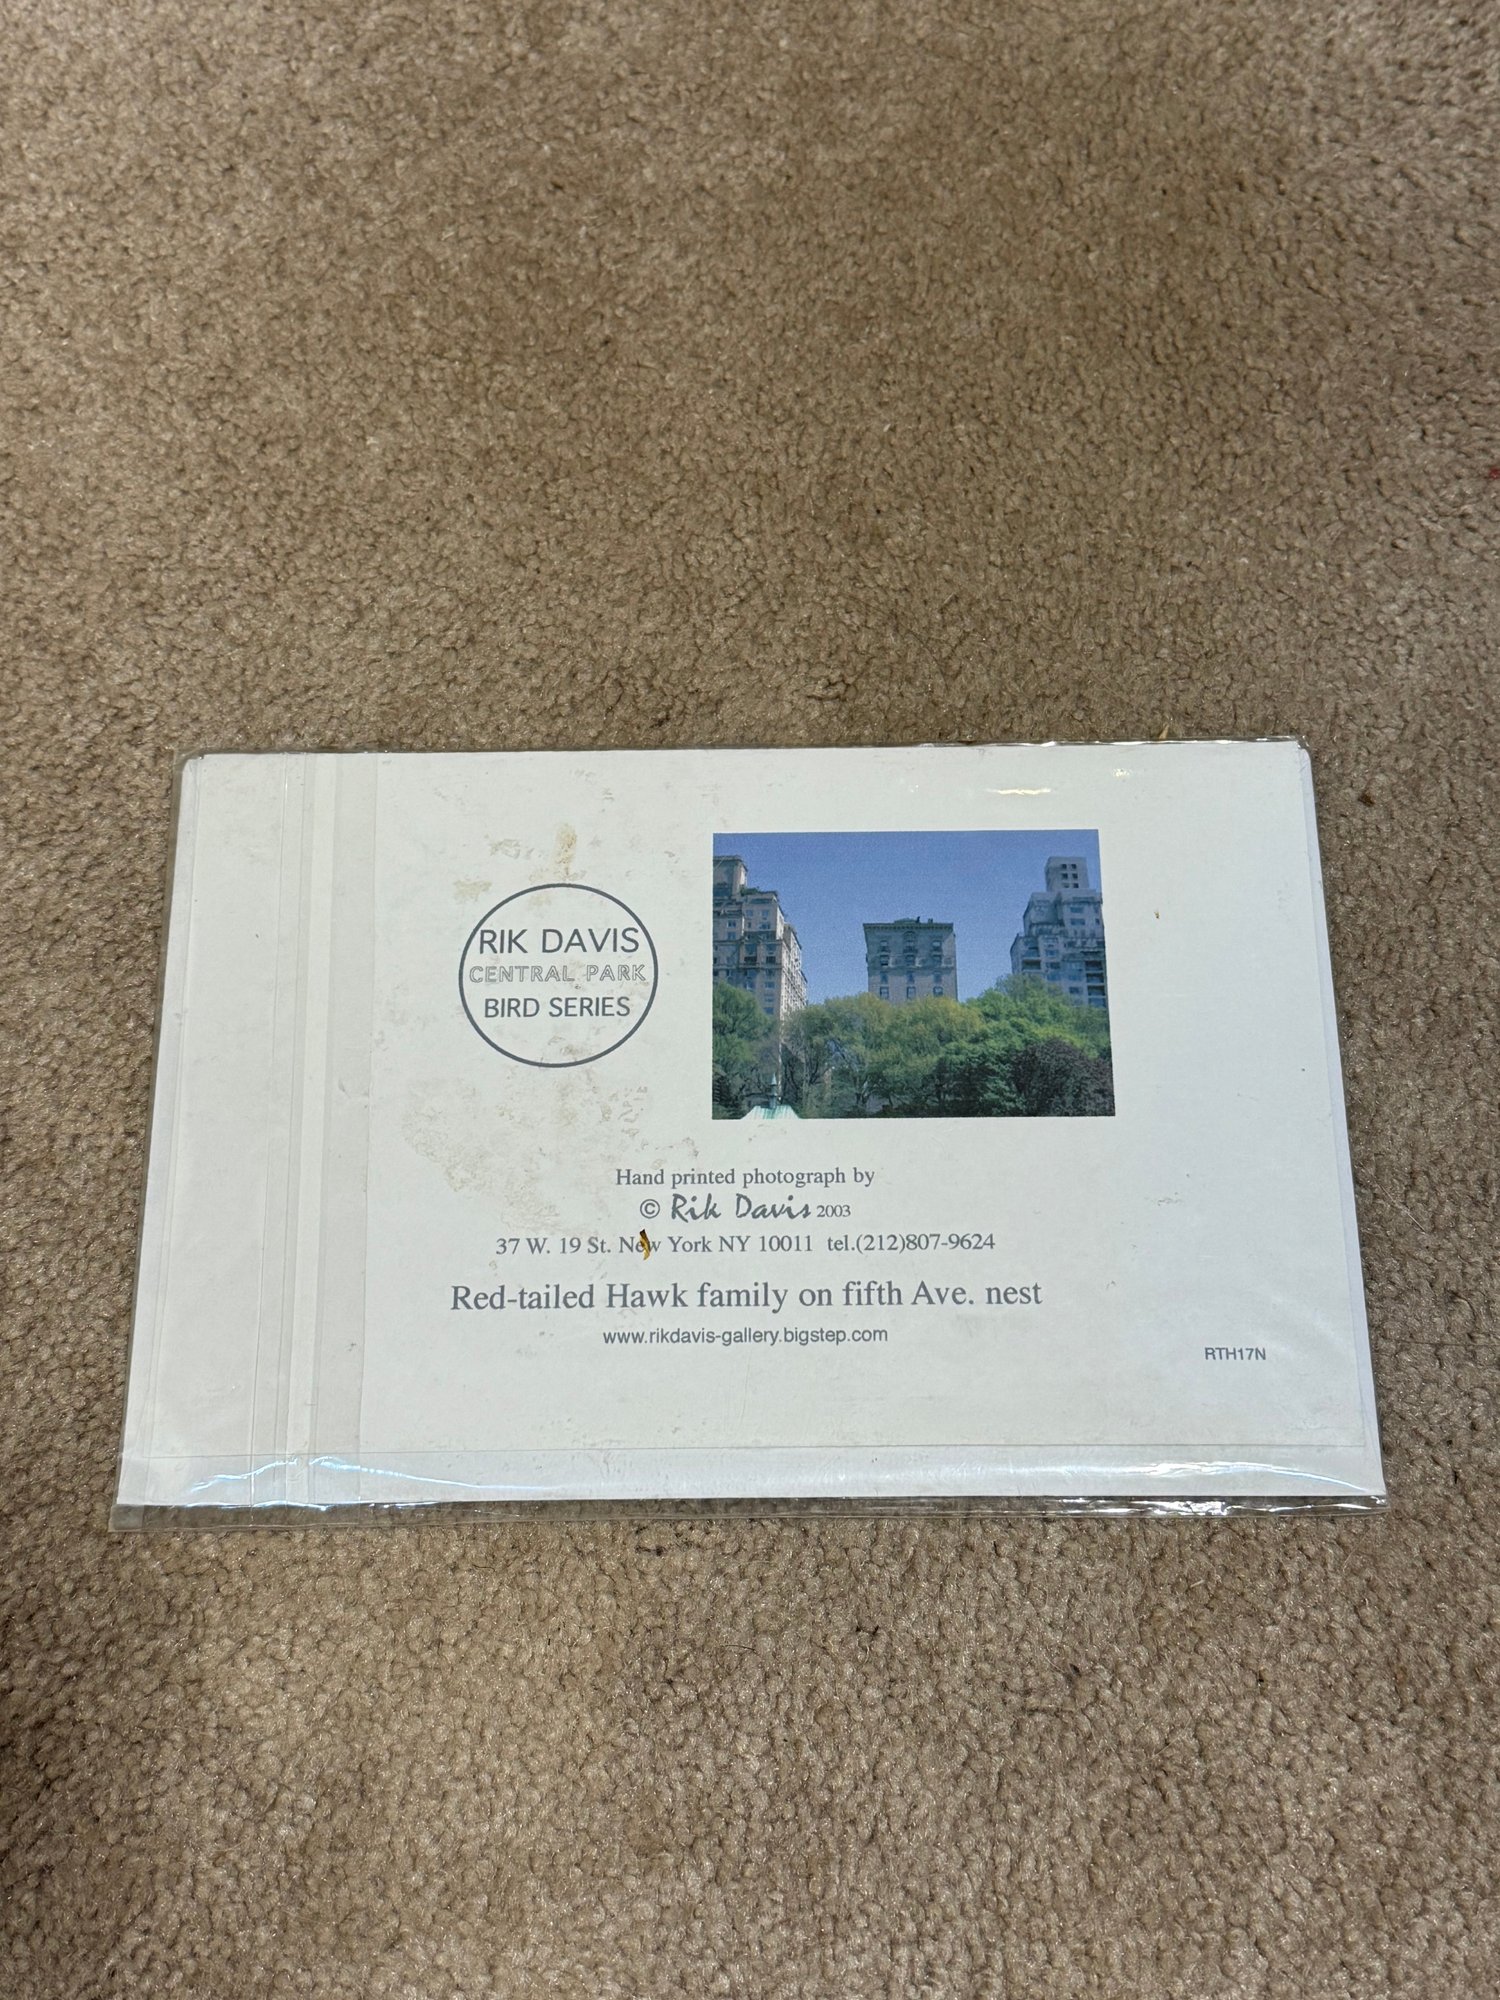 RIK DAVIS
CENTRAL PARK
BIRD SERIES
Hand printed photograph by
© Rik Davis 2003
37 W. 19 St. New York NY 10011 tel.(212)807-9624
Red-tailed Hawk family on fifth Ave. nest
www.rikdavis-gallery.bigstep.com
RTH17N